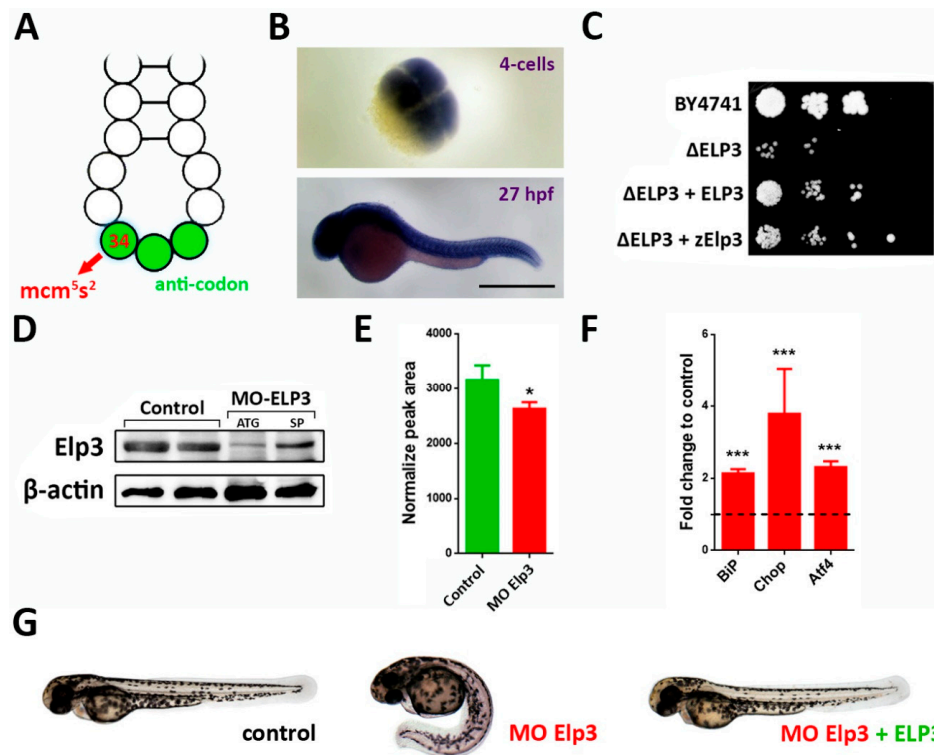 A
34
mcm⁵s²
anti-codon
B
4-cells
27 hpf
C
BY4741
ΔELP3
ΔELP3 + ELP3
ΔELP3 + zElp3
D
Control
MO-ELP3
ATG
SP
Elp3
β-actin
E
Normalize peak area
4000
3000
2000
1000
0
*
Control
MO Elp3
F
Fold change to control
6
4
2
0
***
***
***
BiP
Chop
Atf4
G
control
MO Elp3
MO Elp3 + ELP3